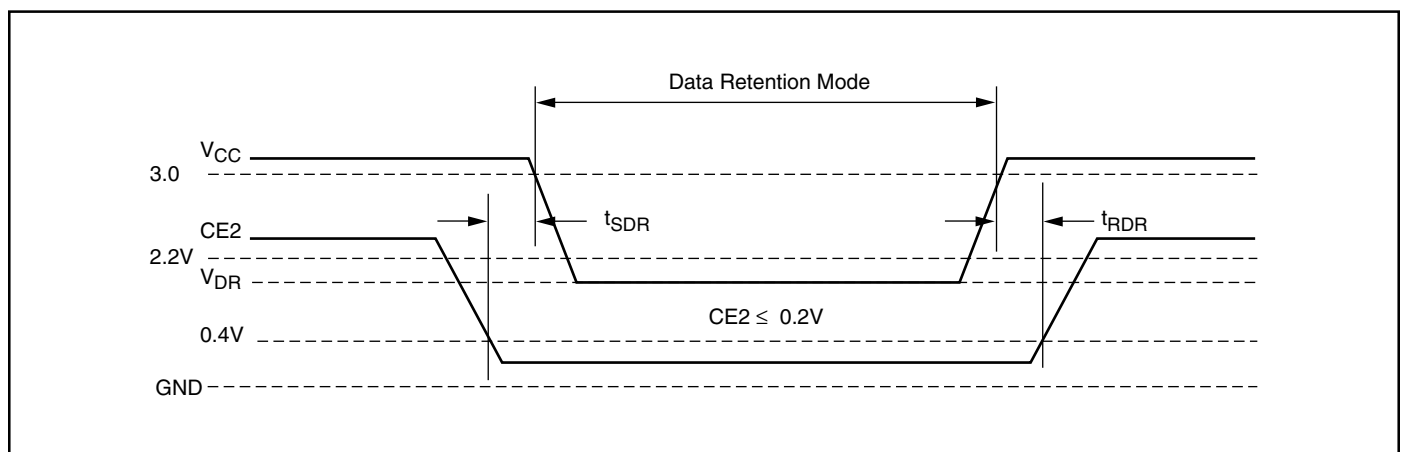 Data Retention Mode
VCC
3.0
tSDR
tRDR
CE2
2.2V
VDR
CE2 ≤ 0.2V
0.4V
GND